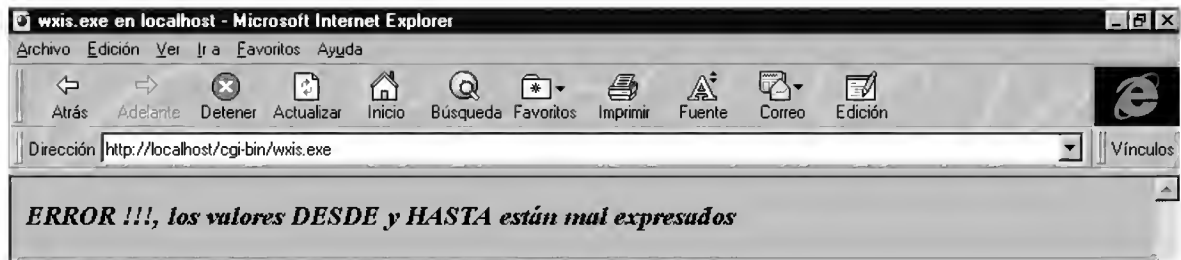 wxis.exe en localhost - Microsoft Internet Explorer
Archivo Edición Ver Ir a Favoritos Ayuda
Atrás Adelante Detener Actualizar Inicio Búsqueda Favoritos Imprimir Fuente Correo Edición
Dirección http://localhost/cgi-bin/wxis.exe Vínculos
ERROR !!!, los valores DESDE y HASTA están mal expresados